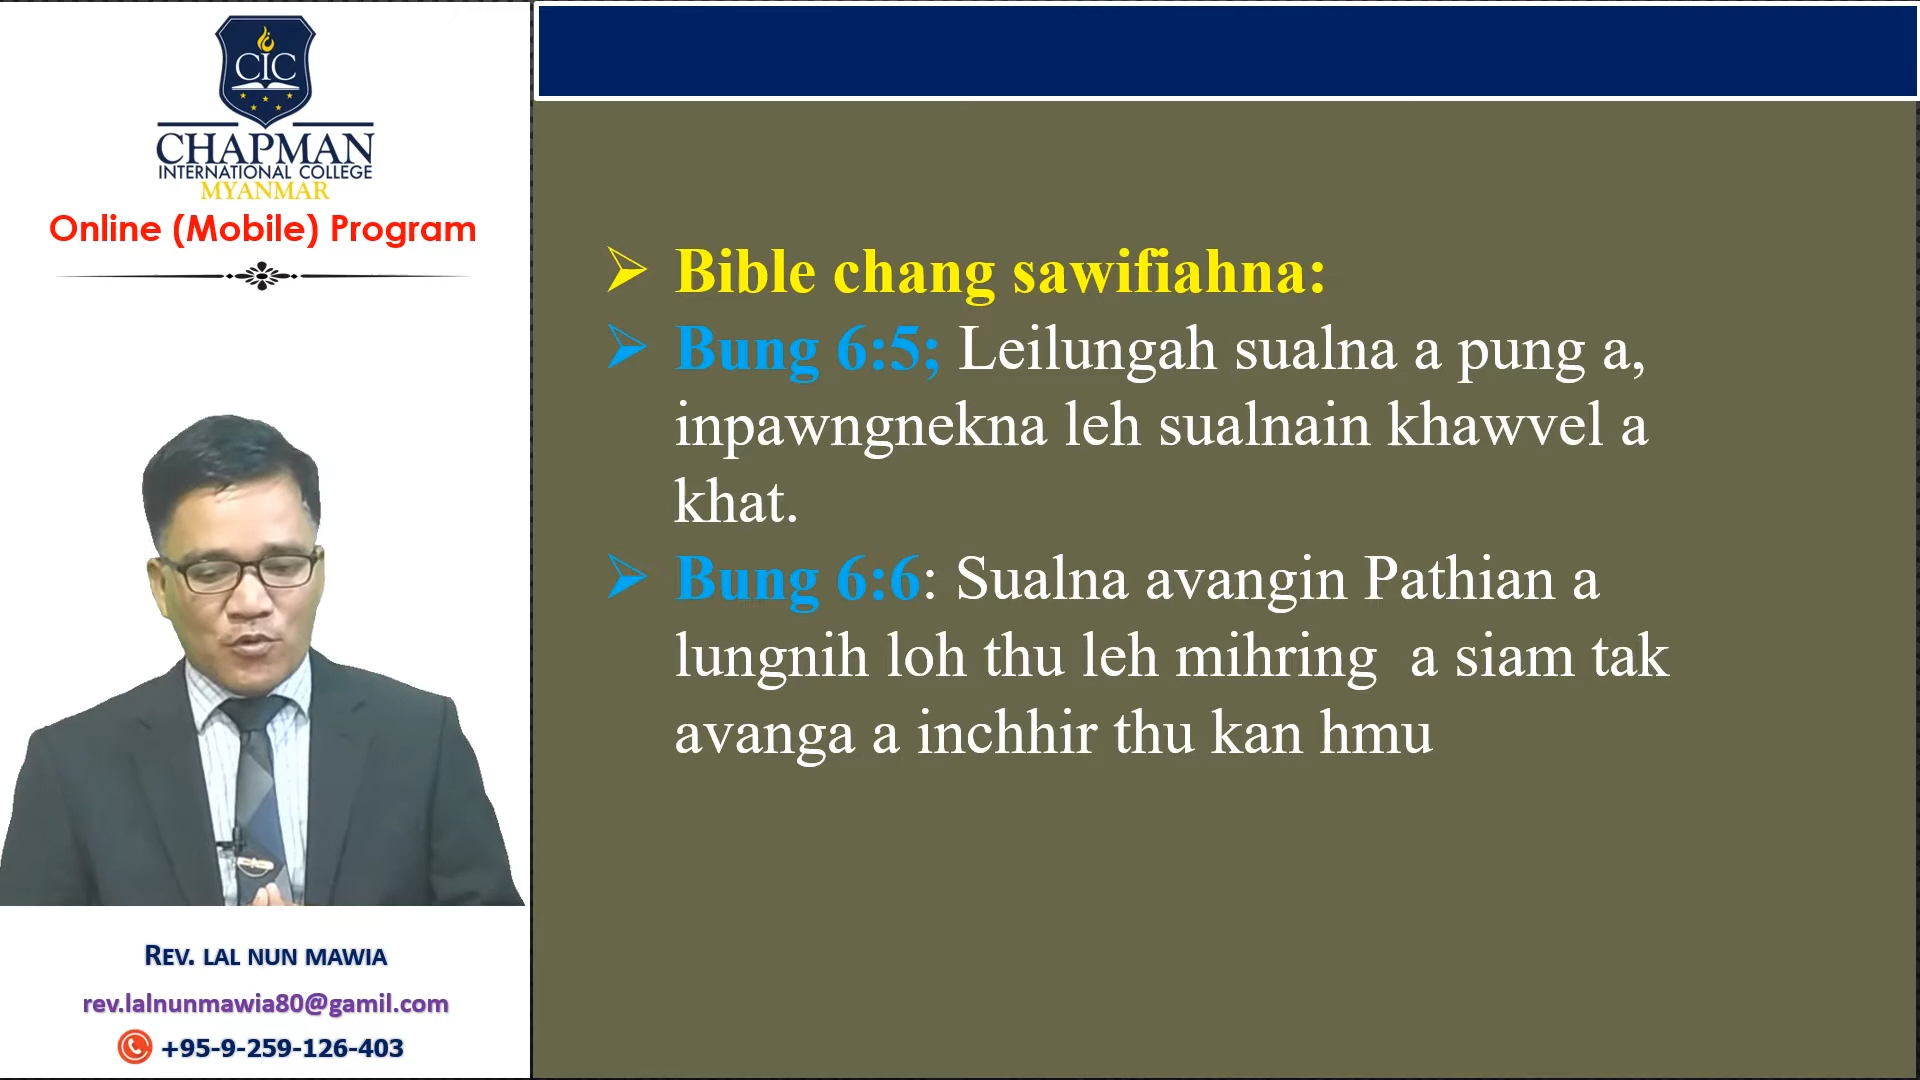 CIC
CHAPMAN
INTERNATIONAL COLLEGE
MYANMAR
Online (Mobile) Program
REV. LAL NUN MAWIA
rev.lalnunmawia80@gamil.com
+95-9-259-126-403
Bible chang sawifiahna:
Bung 6:5; Leilungah sualna a pung a,
inpawngnekna leh sualnain khawvel a
khat.
Bung 6:6: Sualna avangin Pathian a
lungnih loh thu leh mihring a siam tak
avanga a inchhir thu kan hmu